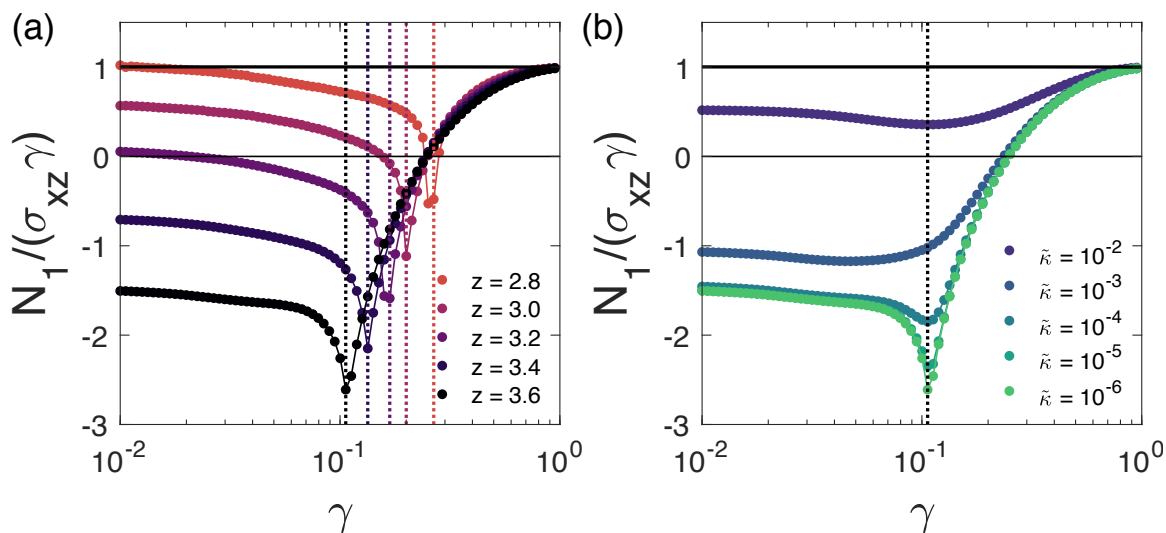 (a)
N₁/(σₓ𝓏γ)
1
0
-1
-2
-3
10⁻²
10⁻¹
10⁰
γ
z = 2.8
z = 3.0
z = 3.2
z = 3.4
z = 3.6
(b)
N₁/(σₓ𝓏γ)
1
0
-1
-2
-3
10⁻²
10⁻¹
10⁰
γ
κ̃ = 10⁻²
κ̃ = 10⁻³
κ̃ = 10⁻⁴
κ̃ = 10⁻⁵
κ̃ = 10⁻⁶